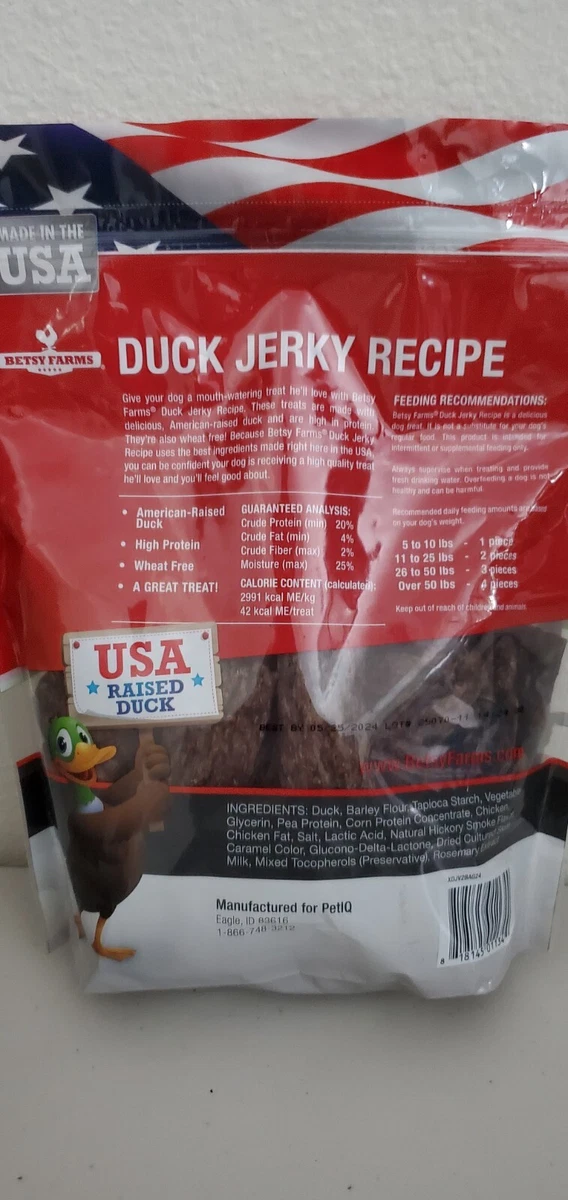 MADE IN THE
USA
BETSY FARMS
DUCK JERKY RECIPE
Give your dog a mouth-watering treat he'll love with Betsy
Farms® Duck Jerky Recipe. These treats are made with
delicious, American-raised duck and are high in protein.
They're also wheat free! Because Betsy Farms® Duck Jerky
Recipe uses the best ingredients made right here in the USA,
you can be confident your dog is receiving a high quality treat
he'll love and you'll feel good about.
• American-Raised
Duck
• High Protein
• Wheat Free
• A GREAT TREAT!
GUARANTEED ANALYSIS:
Crude Protein (min) 20%
Crude Fat (min) 4%
Crude Fiber (max) 2%
Moisture (max) 25%
CALORIE CONTENT (calculated):
2991 kcal ME/kg
42 kcal ME/treat
FEEDING RECOMMENDATIONS:
Betsy Farms® Duck Jerky Recipe is a delicious
dog treat. It is not a substitute for your dog's
regular food. This product is intended for
intermittent or supplemental feeding only.
Always supervise when treating and provide
fresh drinking water. Overfeeding a dog is not
healthy and can be harmful.
Recommended daily feeding amounts are based
on your dog's weight.
5 to 10 lbs - 1 piece
11 to 25 lbs - 2 pieces
26 to 50 lbs - 3 pieces
Over 50 lbs - 4 pieces
Keep out of reach of children and animals.
USA
RAISED
DUCK
BEST BY 05/25/2024 LOT#
www.BetsyFarms.com
INGREDIENTS: Duck, Barley Flour, Tapioca Starch, Vegetable
Glycerin, Pea Protein, Corn Protein Concentrate, Chicken,
Chicken Fat, Salt, Lactic Acid, Natural Hickory Smoke Flavor,
Caramel Color, Glucono-Delta-Lactone, Dried Cultured
Milk, Mixed Tocopherols (Preservative), Rosemary Extract
Manufactured for PetIQ
Eagle, ID 83616
1-866-748-3212